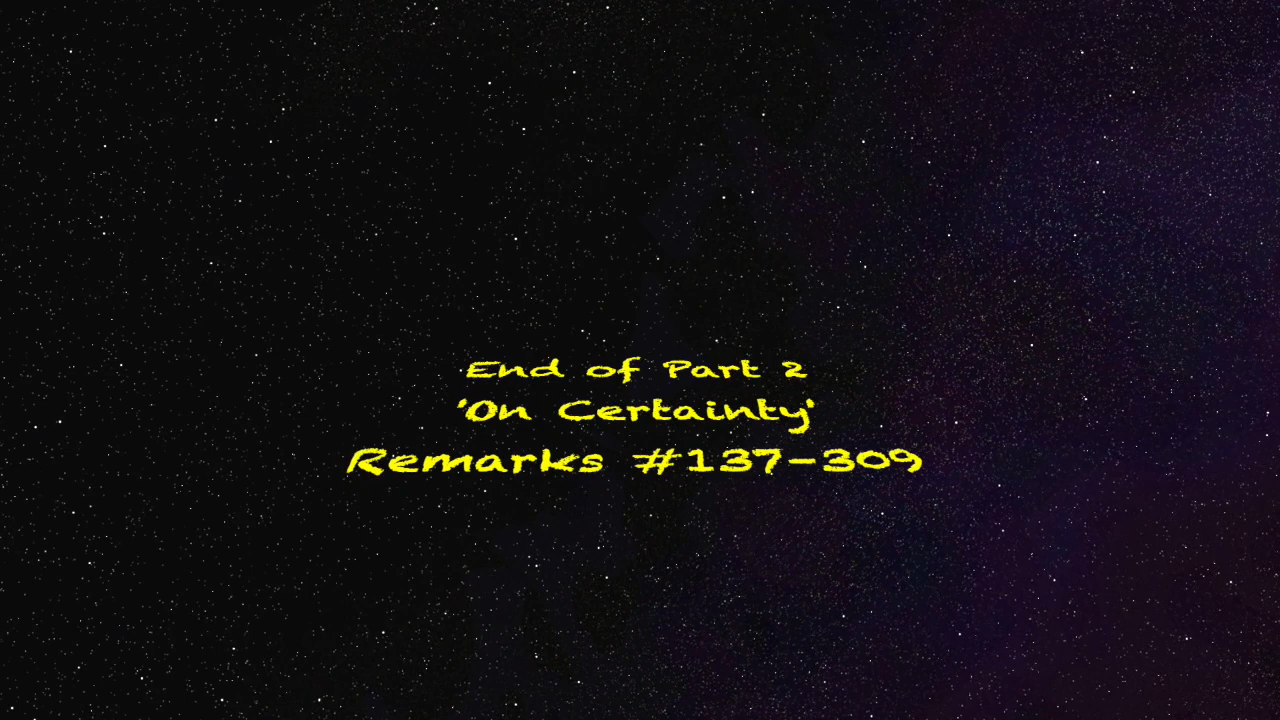 End of Part 2
'On Certainty'
Remarks #137-309